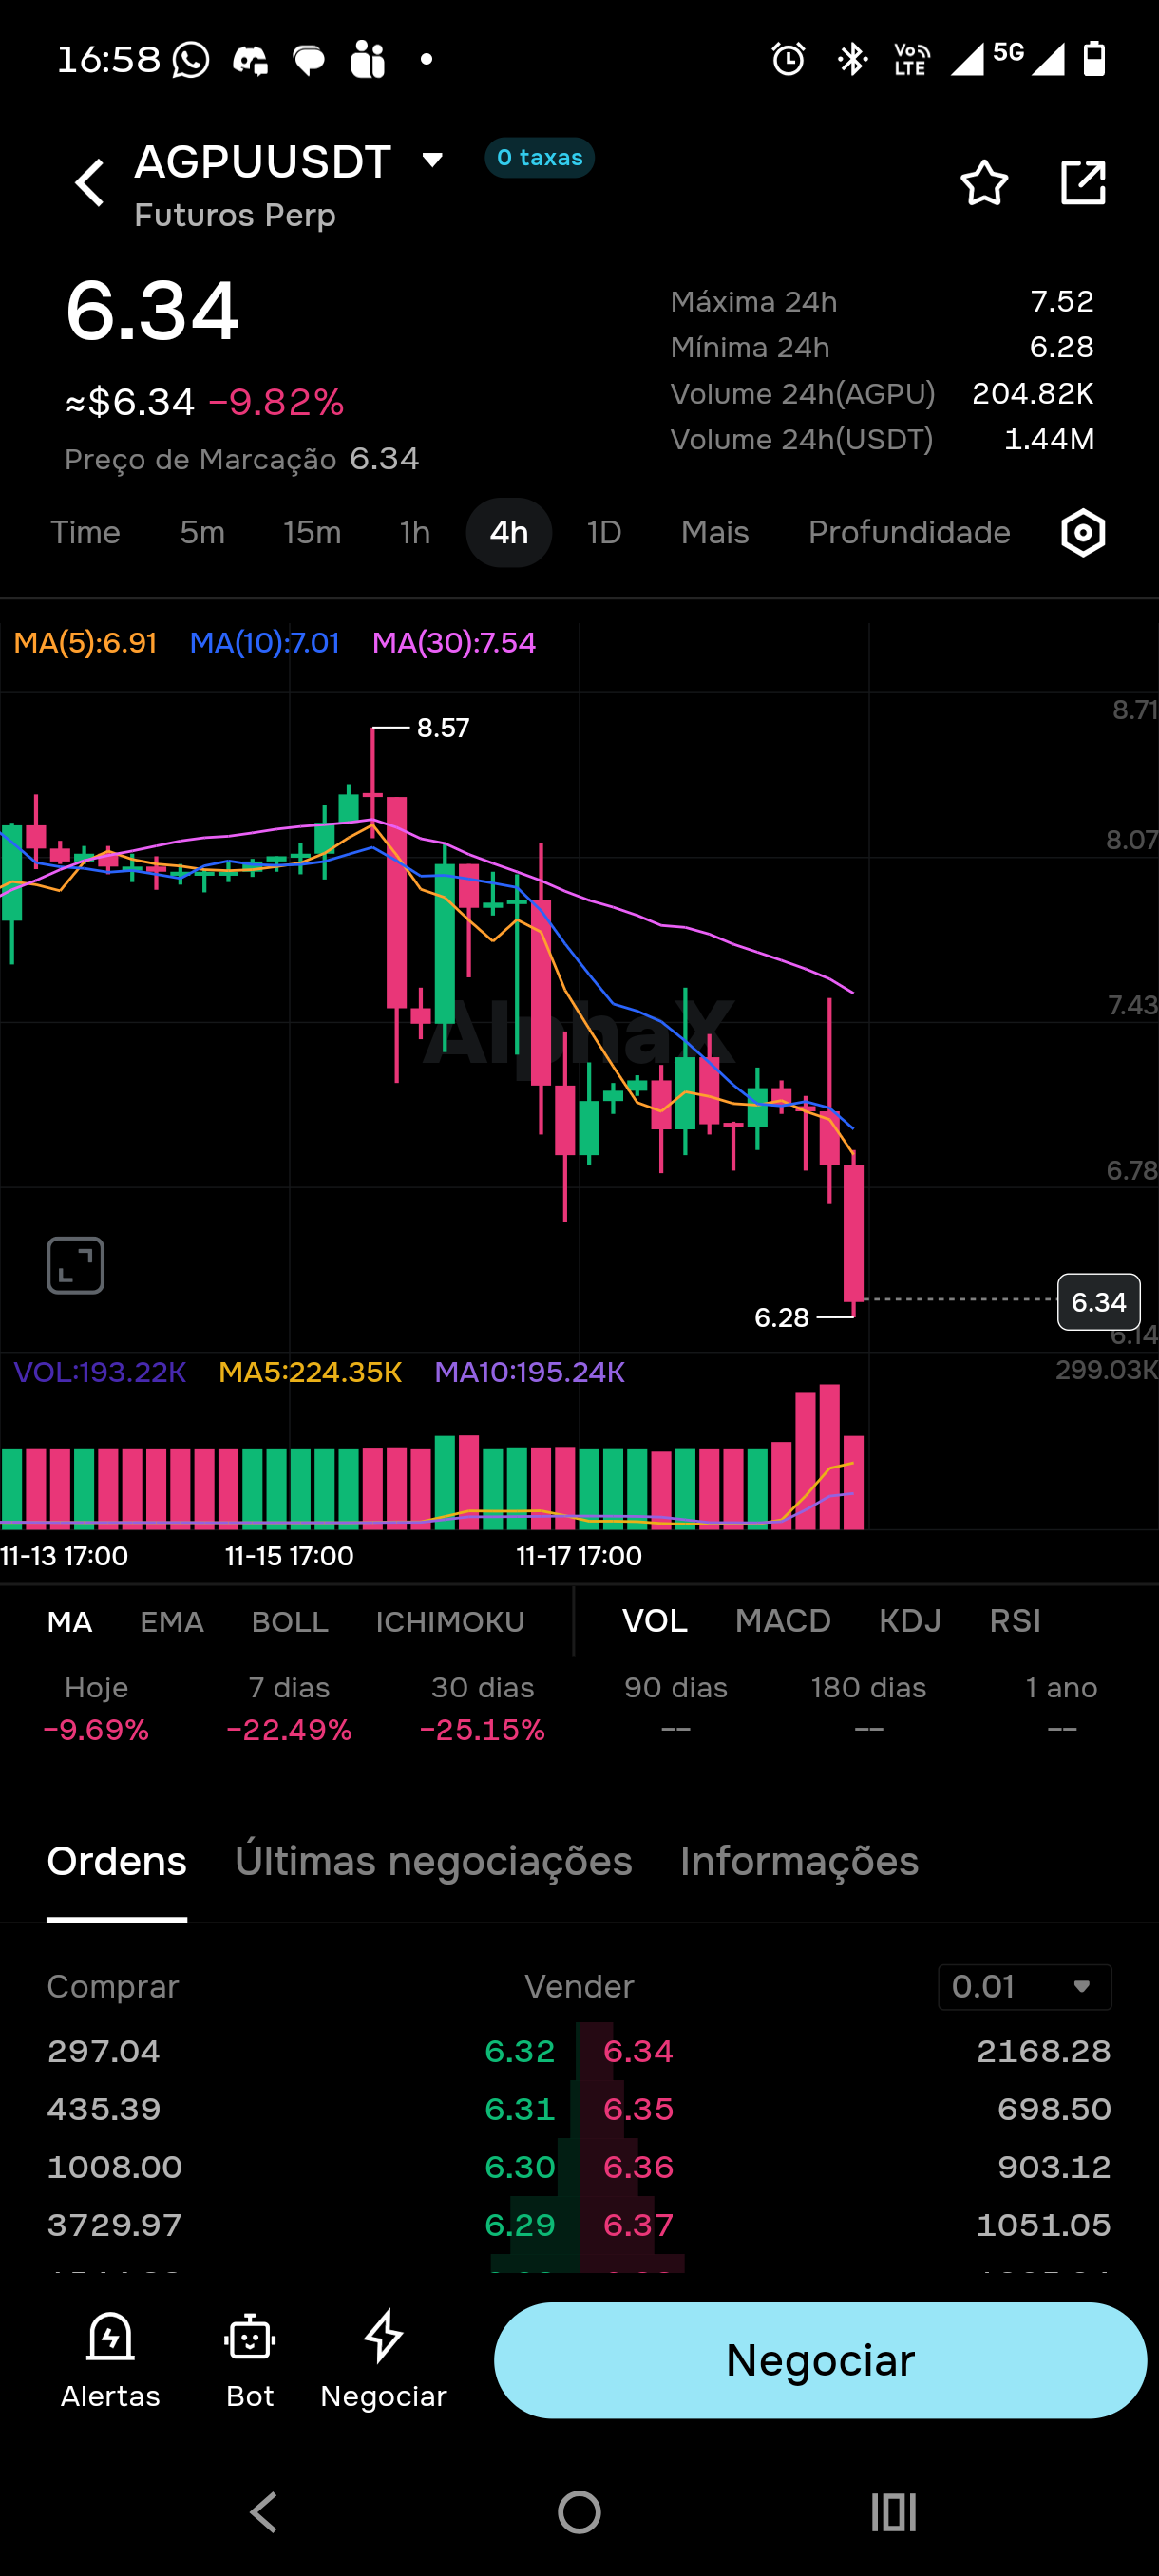 16:58 Vo LTE 5G
AGPUUSDT 0 taxas
Futuros Perp
6.34
≈$6.34 −9.82%
Preço de Marcação 6.34
Máxima 24h 7.52
Mínima 24h 6.28
Volume 24h(AGPU) 204.82K
Volume 24h(USDT) 1.44M
Time 5m 15m 1h 4h 1D Mais Profundidade
MA(5):6.91 MA(10):7.01 MA(30):7.54
8.71
8.57
8.07
AlphaX
7.43
6.78
6.34
6.28
6.14
VOL:193.22K MA5:224.35K MA10:195.24K 299.03K
11-13 17:00 11-15 17:00 11-17 17:00
MA EMA BOLL ICHIMOKU VOL MACD KDJ RSI
Hoje 7 dias 30 dias 90 dias 180 dias 1 ano
−9.69% −22.49% −25.15% -- -- --
Ordens Últimas negociações Informações
Comprar Vender 0.01
297.04 6.32 6.34 2168.28
435.39 6.31 6.35 698.50
1008.00 6.30 6.36 903.12
3729.97 6.29 6.37 1051.05
Alertas Bot Negociar Negociar